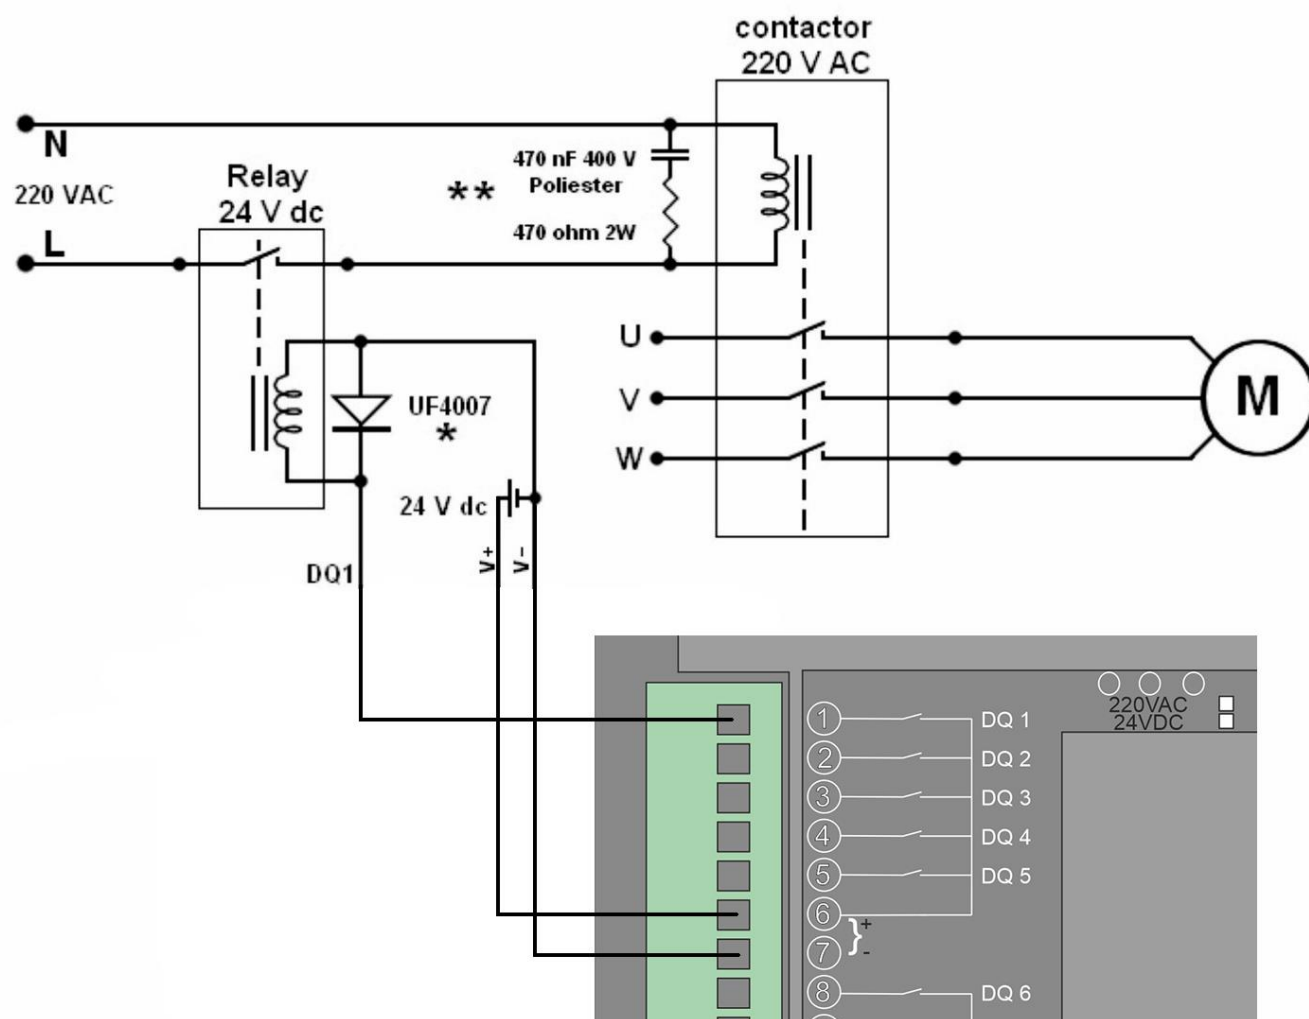 contactor
220 V AC
N
220 VAC
L
Relay
24 V dc
**
470 nF 400 V
Poliester
470 ohm 2W
U
V
W
M
UF4007
*
24 V dc
V+
V-
DQ1
220VAC
24VDC
1 DQ 1
2 DQ 2
3 DQ 3
4 DQ 4
5 DQ 5
6
} + -
7
8 DQ 6